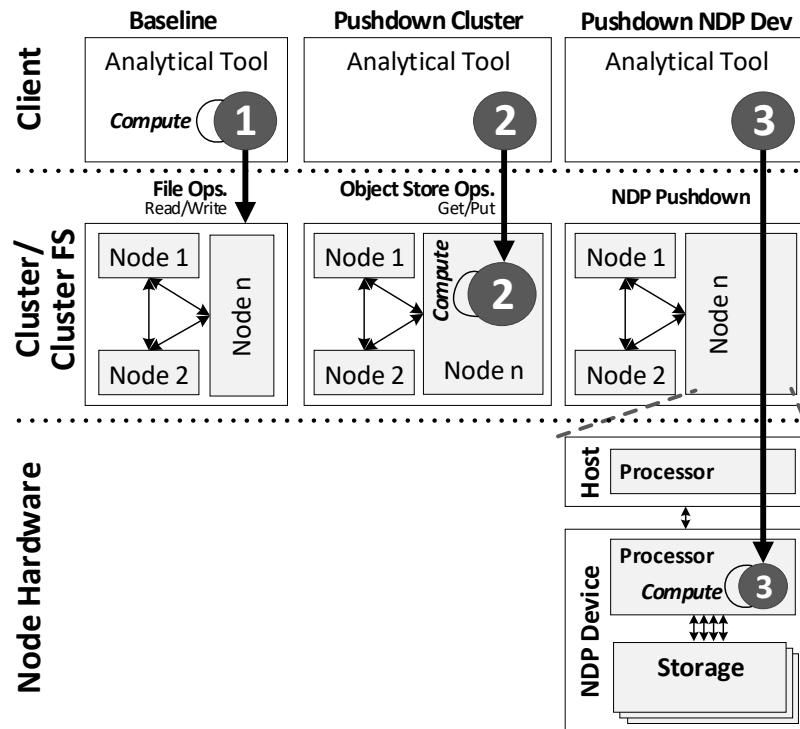 Baseline
Pushdown Cluster
Pushdown NDP Dev
Client
Analytical Tool
Compute
1
Analytical Tool
2
Analytical Tool
3
File Ops.
Read/Write
Object Store Ops.
Get/Put
NDP Pushdown
Cluster/
Cluster FS
Node 1
Node 2
Node n
Node 1
Node 2
Compute
2
Node n
Node 1
Node 2
Node n
Node Hardware
Host
Processor
NDP Device
Processor
Compute
3
Storage